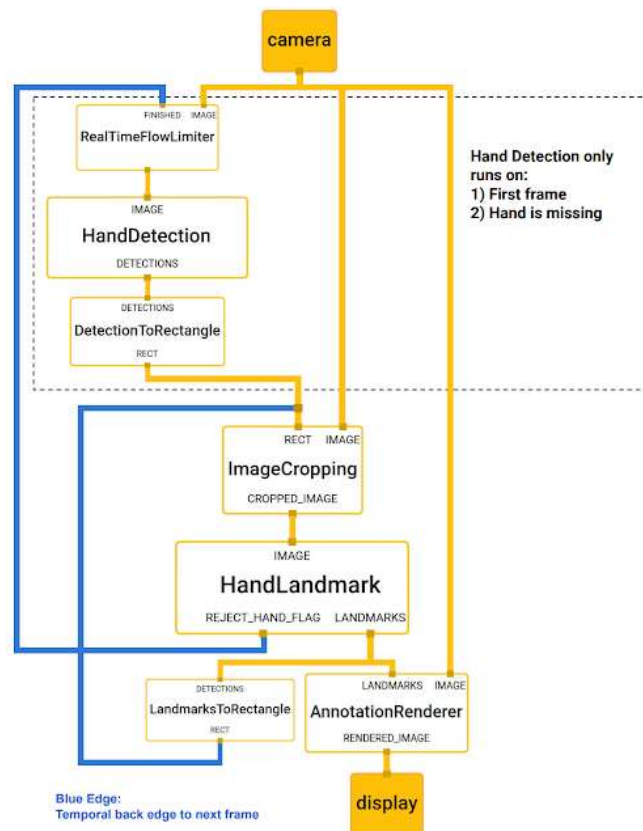 camera
FINISHED IMAGE
RealTimeFlowLimiter
Hand Detection only
runs on:
1) First frame
2) Hand is missing
IMAGE
HandDetection
DETECTIONS
DETECTIONS
DetectionToRectangle
RECT
RECT IMAGE
ImageCropping
CROPPED_IMAGE
IMAGE
HandLandmark
REJECT_HAND_FLAG LANDMARKS
DETECTIONS
LandmarksToRectangle
RECT
LANDMARKS IMAGE
AnnotationRenderer
RENDERED_IMAGE
display
Blue Edge:
Temporal back edge to next frame